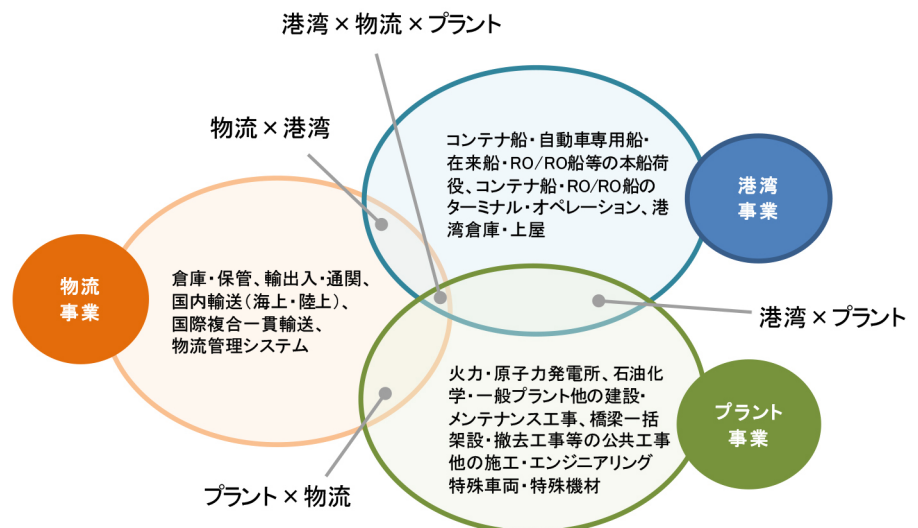 港湾×物流×プラント
物流×港湾
コンテナ船・自動車専用船・
在来船・RO/RO船等の本船荷
役、コンテナ船・RO/RO船の
ターミナル・オペレーション、港
湾倉庫・上屋
港湾
事業
物流
事業
倉庫・保管、輸出入・通関、
国内輸送(海上・陸上)、
国際複合一貫輸送、
物流管理システム
港湾×プラント
火力・原子力発電所、石油化
学・一般プラント他の建設・
メンテナンス工事、橋梁一括
架設・撤去工事等の公共工事
他の施工・エンジニアリング
特殊車両・特殊機材
プラント
事業
プラント×物流